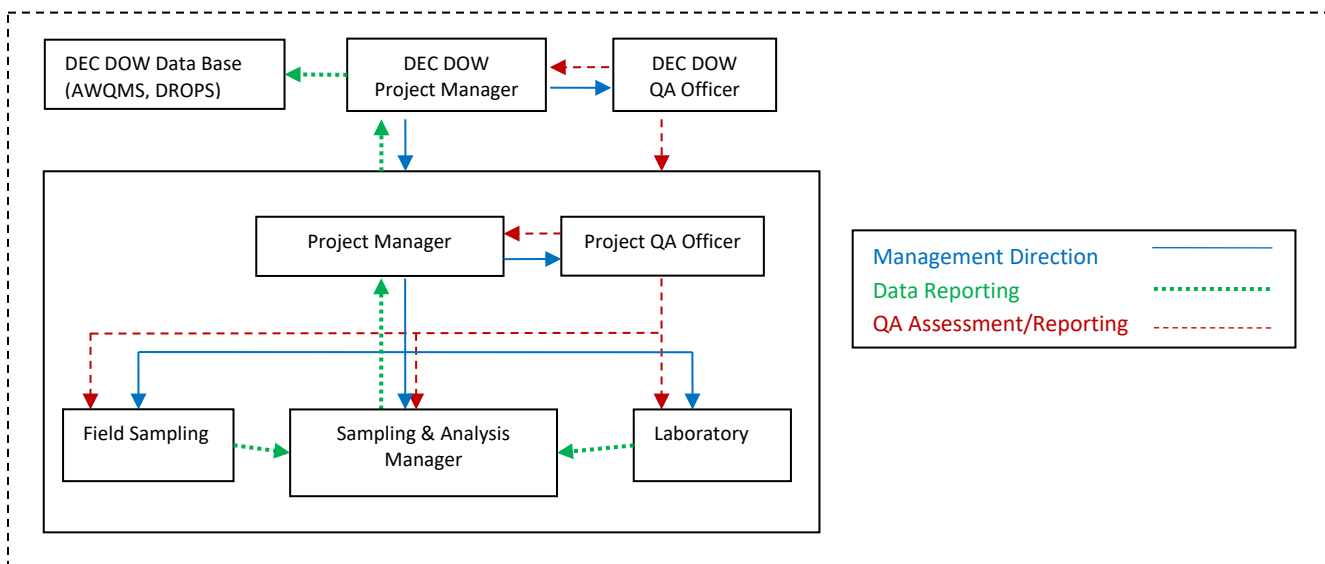 DEC DOW Data Base
(AWQMS, DROPS)
DEC DOW
Project Manager
DEC DOW
QA Officer
Project Manager
Project QA Officer
Management Direction
Data Reporting
QA Assessment/Reporting
Field Sampling
Sampling & Analysis
Manager
Laboratory